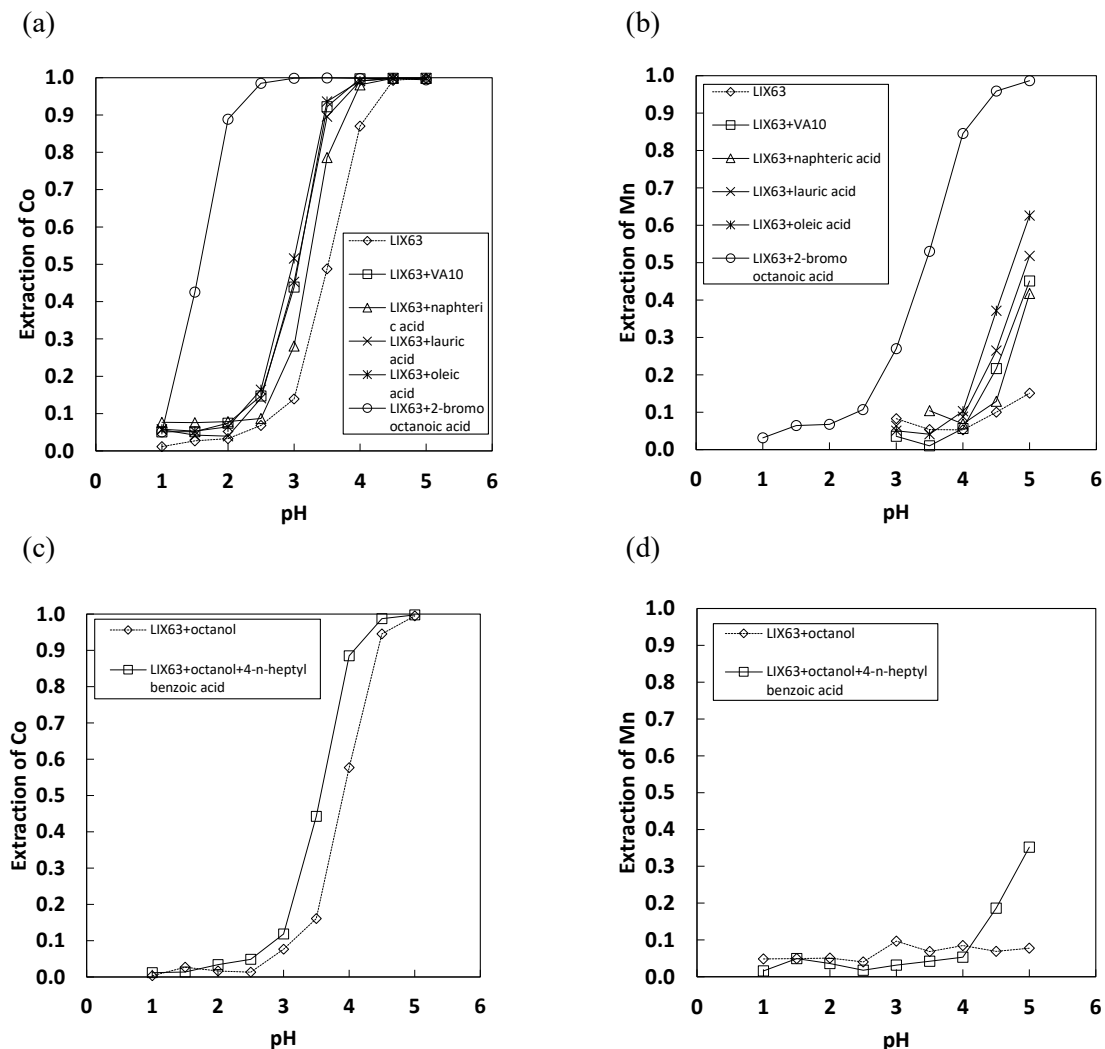 (a)
(b)
1.0
0.9
0.8
0.7
0.6
0.5
0.4
0.3
0.2
0.1
0.0
0 1 2 3 4 5 6
pH
Extraction of Co
LIX63
LIX63+VA10
LIX63+naphteri
c acid
LIX63+lauric
acid
LIX63+oleic
acid
LIX63+2-bromo
octanoic acid
1.0
0.9
0.8
0.7
0.6
0.5
0.4
0.3
0.2
0.1
0.0
0 1 2 3 4 5 6
pH
Extraction of Mn
LIX63
LIX63+VA10
LIX63+naphteric acid
LIX63+lauric acid
LIX63+oleic acid
LIX63+2-bromo
octanoic acid
(c)
(d)
1.0
0.9
0.8
0.7
0.6
0.5
0.4
0.3
0.2
0.1
0.0
0 1 2 3 4 5 6
pH
Extraction of Co
LIX63+octanol
LIX63+octanol+4-n-heptyl
benzoic acid
1.0
0.9
0.8
0.7
0.6
0.5
0.4
0.3
0.2
0.1
0.0
0 1 2 3 4 5 6
pH
Extraction of Mn
LIX63+octanol
LIX63+octanol+4-n-heptyl
benzoic acid